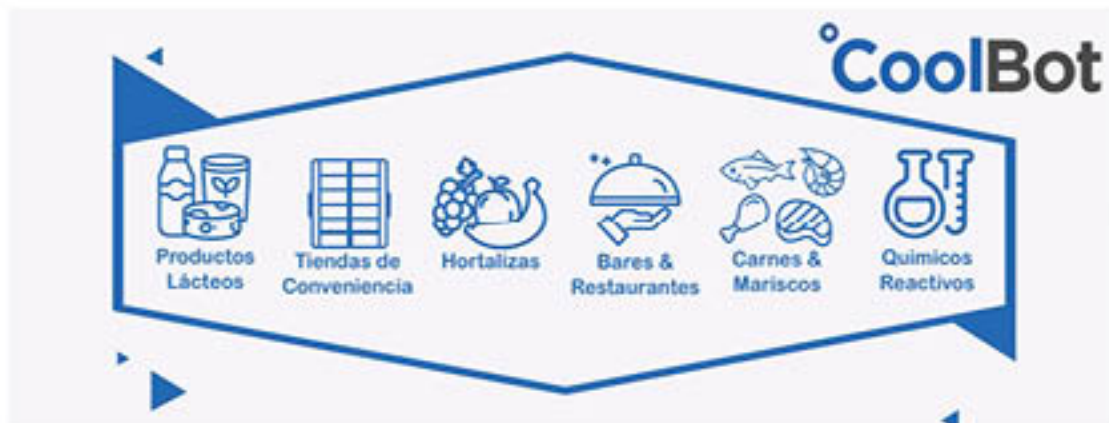 °CoolBot
Productos
Lácteos
Tiendas de
Conveniencia
Hortalizas
Bares &
Restaurantes
Carnes &
Mariscos
Quimicos
Reactivos